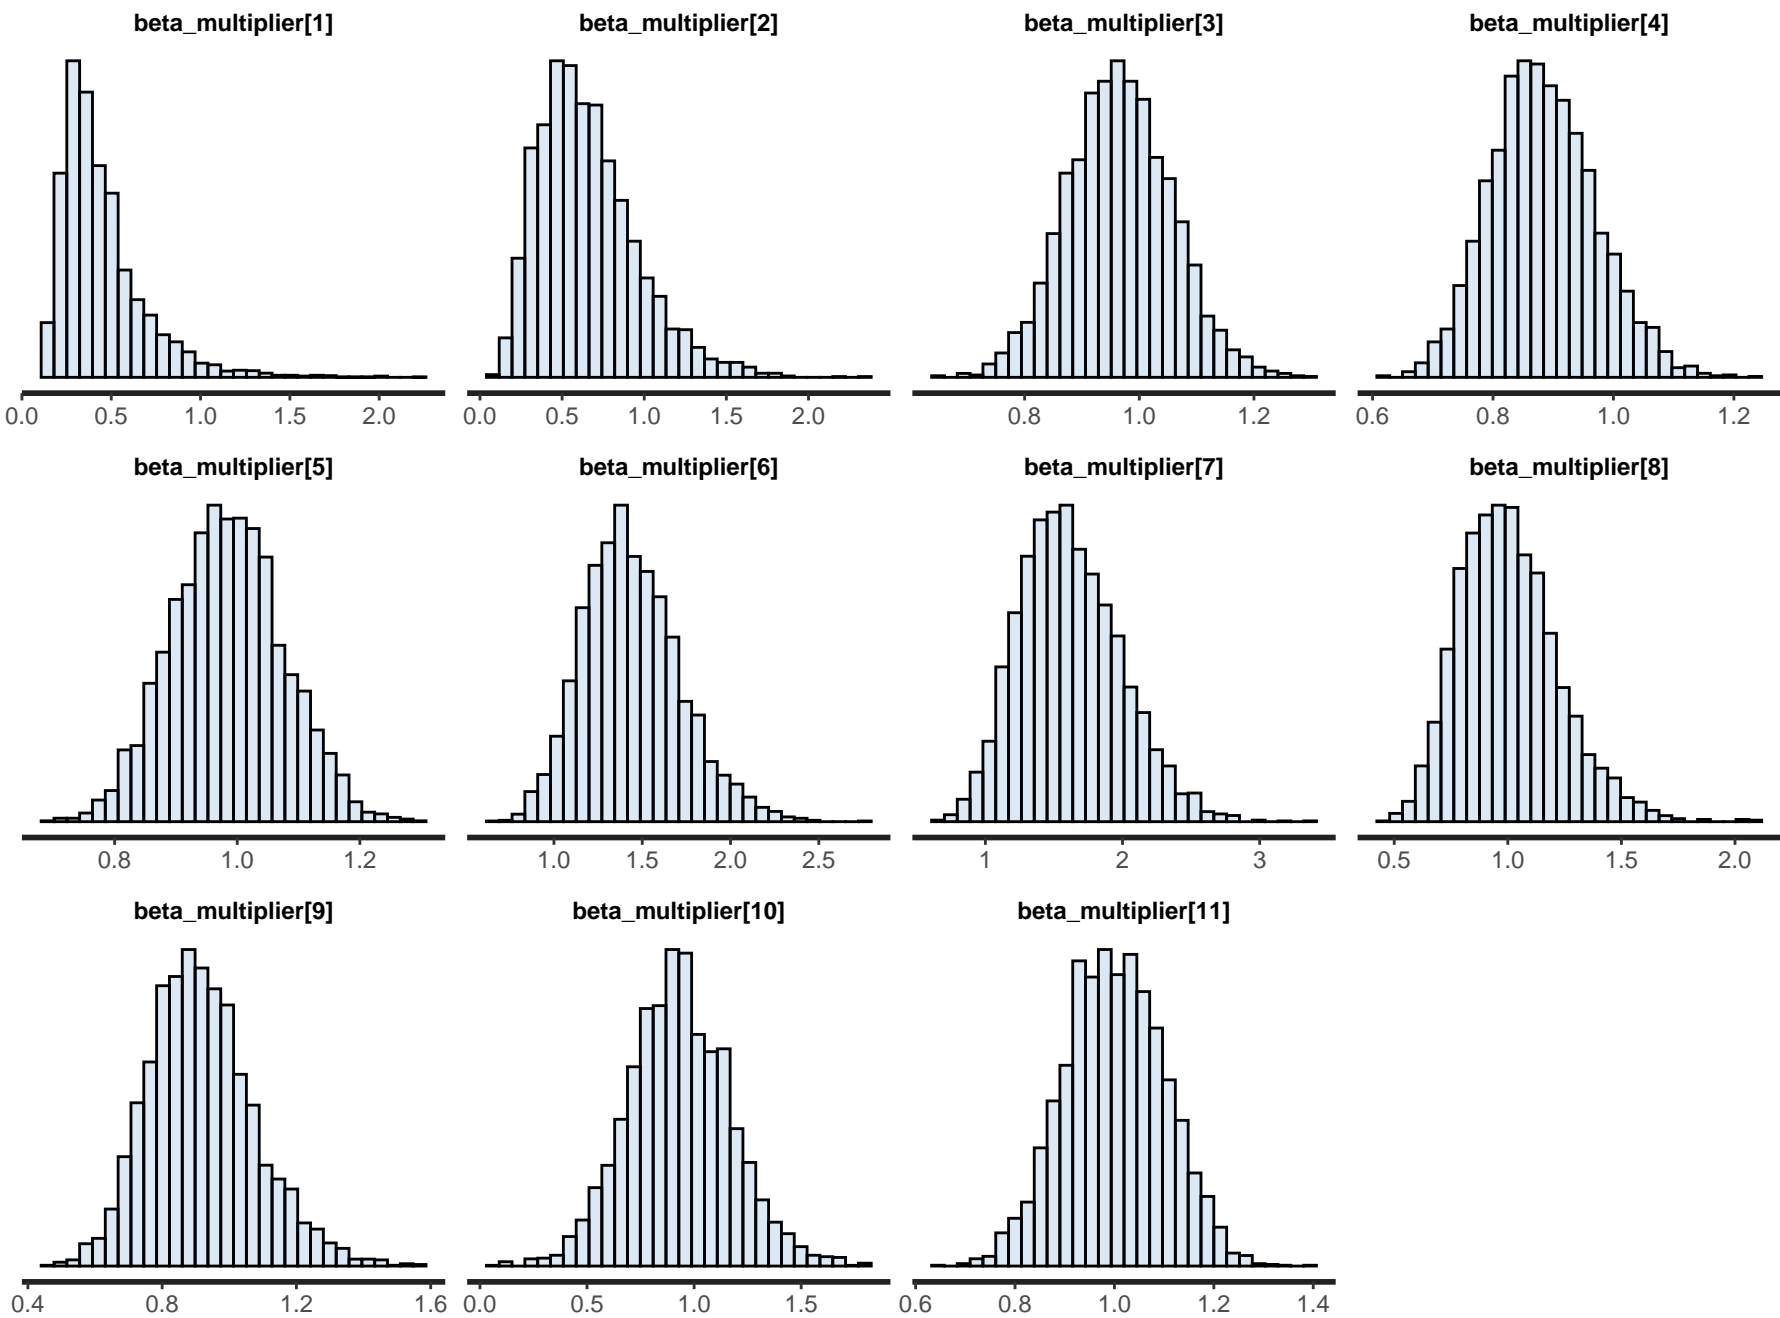 beta_multiplier[1] beta_multiplier[2] beta_multiplier[3] beta_multiplier[4]
0.0 0.5 1.0 1.5 2.0 0.0 0.5 1.0 1.5 2.0 0.8 1.0 1.2 0.6 0.8 1.0 1.2
beta_multiplier[5] beta_multiplier[6] beta_multiplier[7] beta_multiplier[8]
0.8 1.0 1.2 1.0 1.5 2.0 2.5 1 2 3 0.5 1.0 1.5 2.0
beta_multiplier[9] beta_multiplier[10] beta_multiplier[11]
0.4 0.8 1.2 1.6 0.0 0.5 1.0 1.5 0.6 0.8 1.0 1.2 1.4